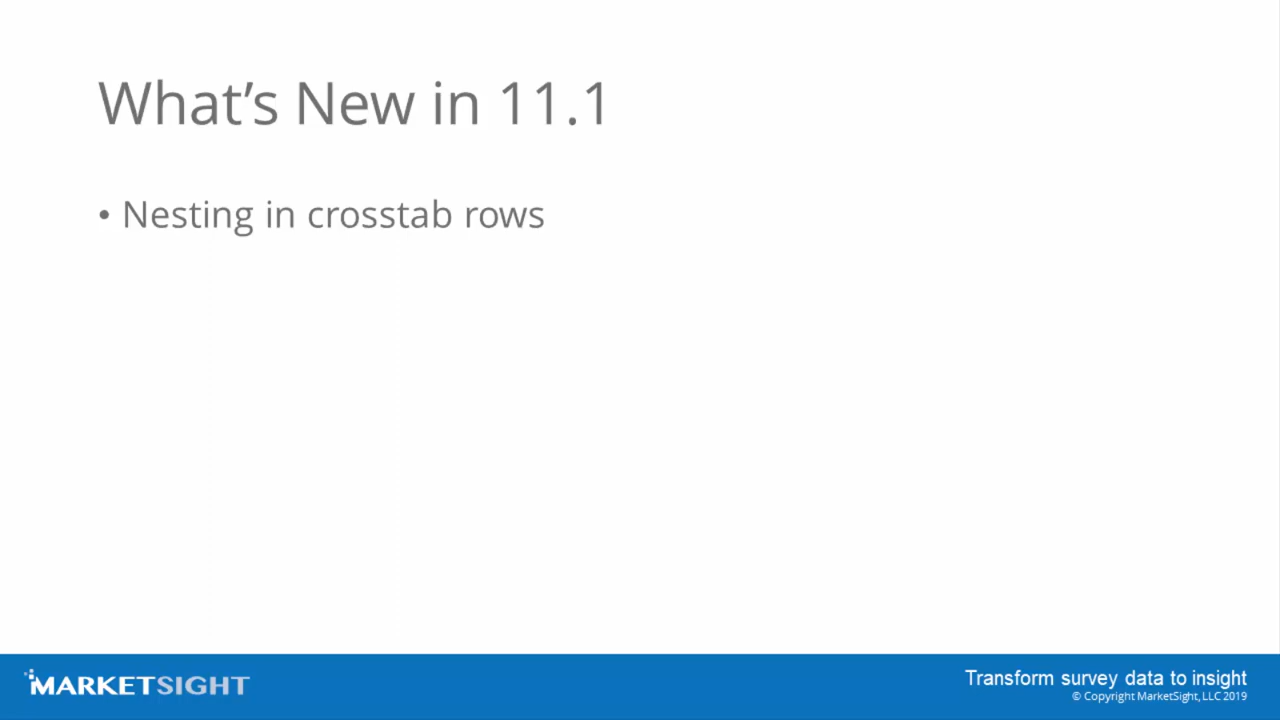 What's New in 11.1
• Nesting in crosstab rows
MARKETSIGHT
Transform survey data to insight
© Copyright MarketSight, LLC 2019